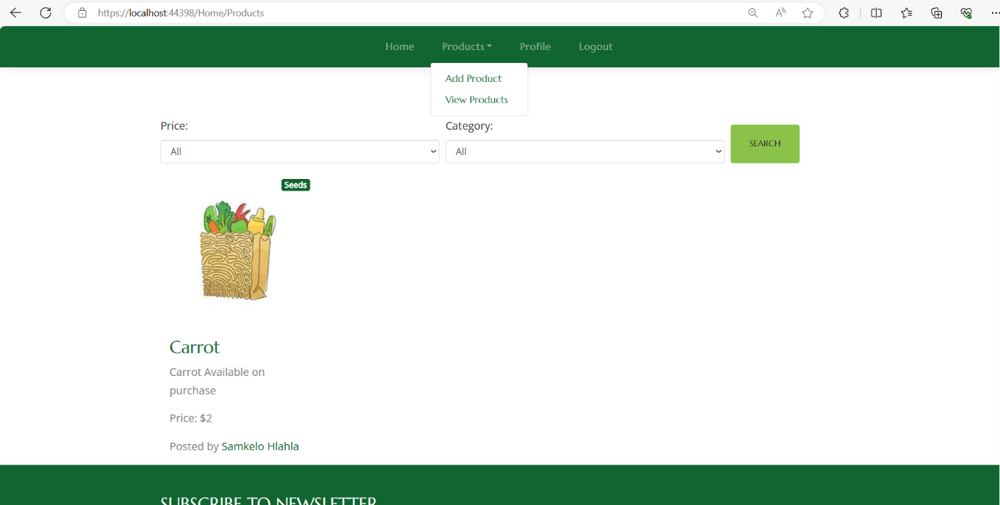 https://localhost:44398/Home/Products
Home Products Profile Logout
Add Product
View Products
Price: Category:
All All SEARCH
Seeds
Carrot
Carrot Available on
purchase
Price: $2
Posted by Samkelo Hlahla
SUBSCRIBE TO NEWSLETTER